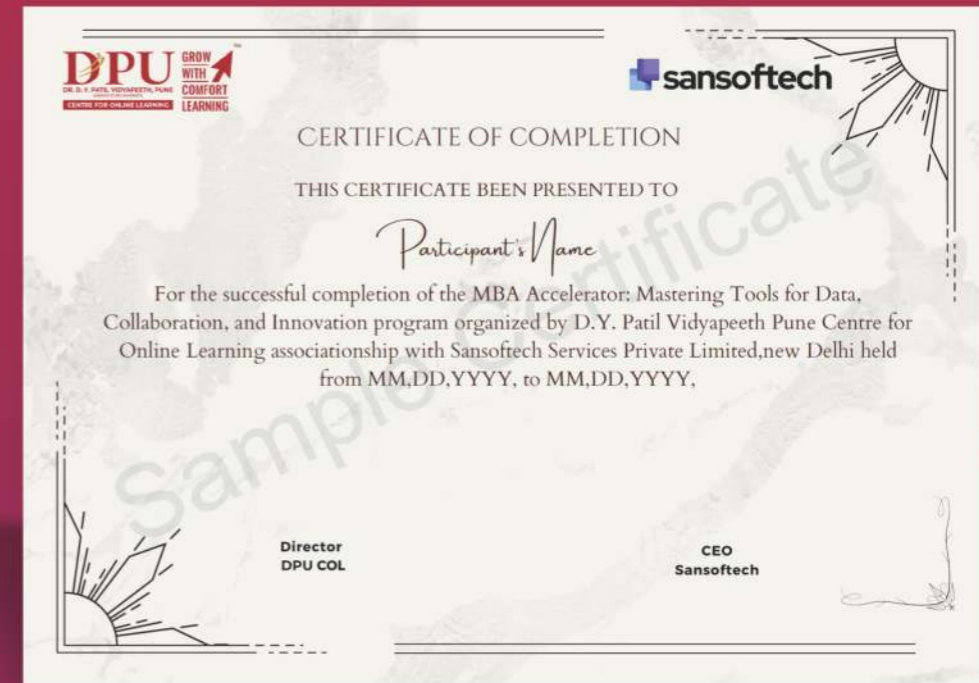 DPU
DR. D. Y. PATIL VIDYAPEETH, PUNE
CENTRE FOR ONLINE LEARNING
GROW
WITH
COMFORT
LEARNING
TM
sansoftech
CERTIFICATE OF COMPLETION
THIS CERTIFICATE BEEN PRESENTED TO
Participant's Name
For the successful completion of the MBA Accelerator: Mastering Tools for Data,
Collaboration, and Innovation program organized by D.Y. Patil Vidyapeeth Pune Centre for
Online Learning associationship with Sansoftech Services Private Limited,new Delhi held
from MM,DD,YYYY, to MM,DD,YYYY,
Sample Certificate
Director
DPU COL
CEO
Sansoftech